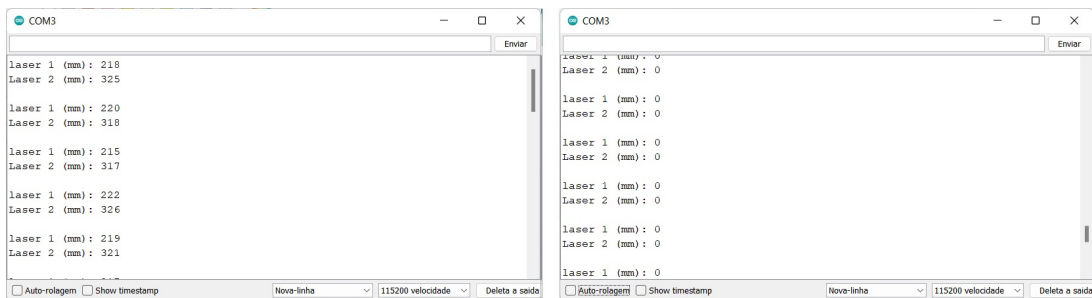 COM3
Enviar
laser 1 (mm): 218
Laser 2 (mm): 325
laser 1 (mm): 220
Laser 2 (mm): 318
laser 1 (mm): 215
Laser 2 (mm): 317
laser 1 (mm): 222
Laser 2 (mm): 326
laser 1 (mm): 219
Laser 2 (mm): 321
Auto-rolagem Show timestamp Nova-linha 115200 velocidade Deleta a saida
COM3
Enviar
laser 1 (mm): 0
Laser 2 (mm): 0
laser 1 (mm): 0
Laser 2 (mm): 0
laser 1 (mm): 0
Laser 2 (mm): 0
laser 1 (mm): 0
Laser 2 (mm): 0
laser 1 (mm): 0
Laser 2 (mm): 0
laser 1 (mm): 0
Auto-rolagem Show timestamp Nova-linha 115200 velocidade Deleta a saida